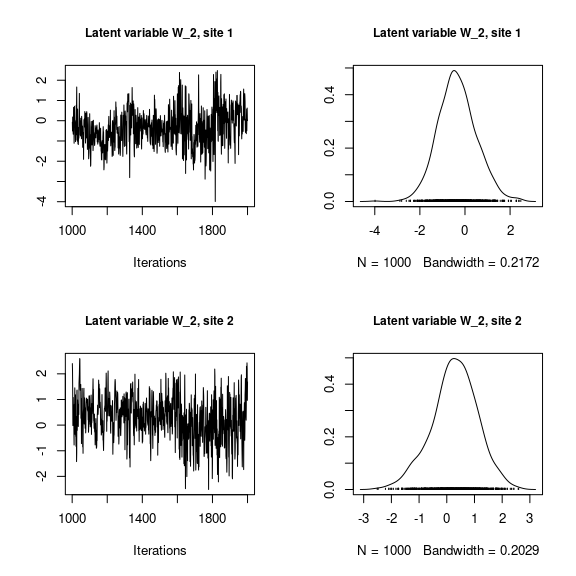 Latent variable W_2, site 1
2
1
0
-2
-4
1000 1400 1800
Iterations
Latent variable W_2, site 1
0.4
0.2
0.0
-4 -2 0 2
N = 1000 Bandwidth = 0.2172
Latent variable W_2, site 2
2
1
0
-1
-2
1000 1400 1800
Iterations
Latent variable W_2, site 2
0.4
0.2
0.0
-3 -2 -1 0 1 2 3
N = 1000 Bandwidth = 0.2029